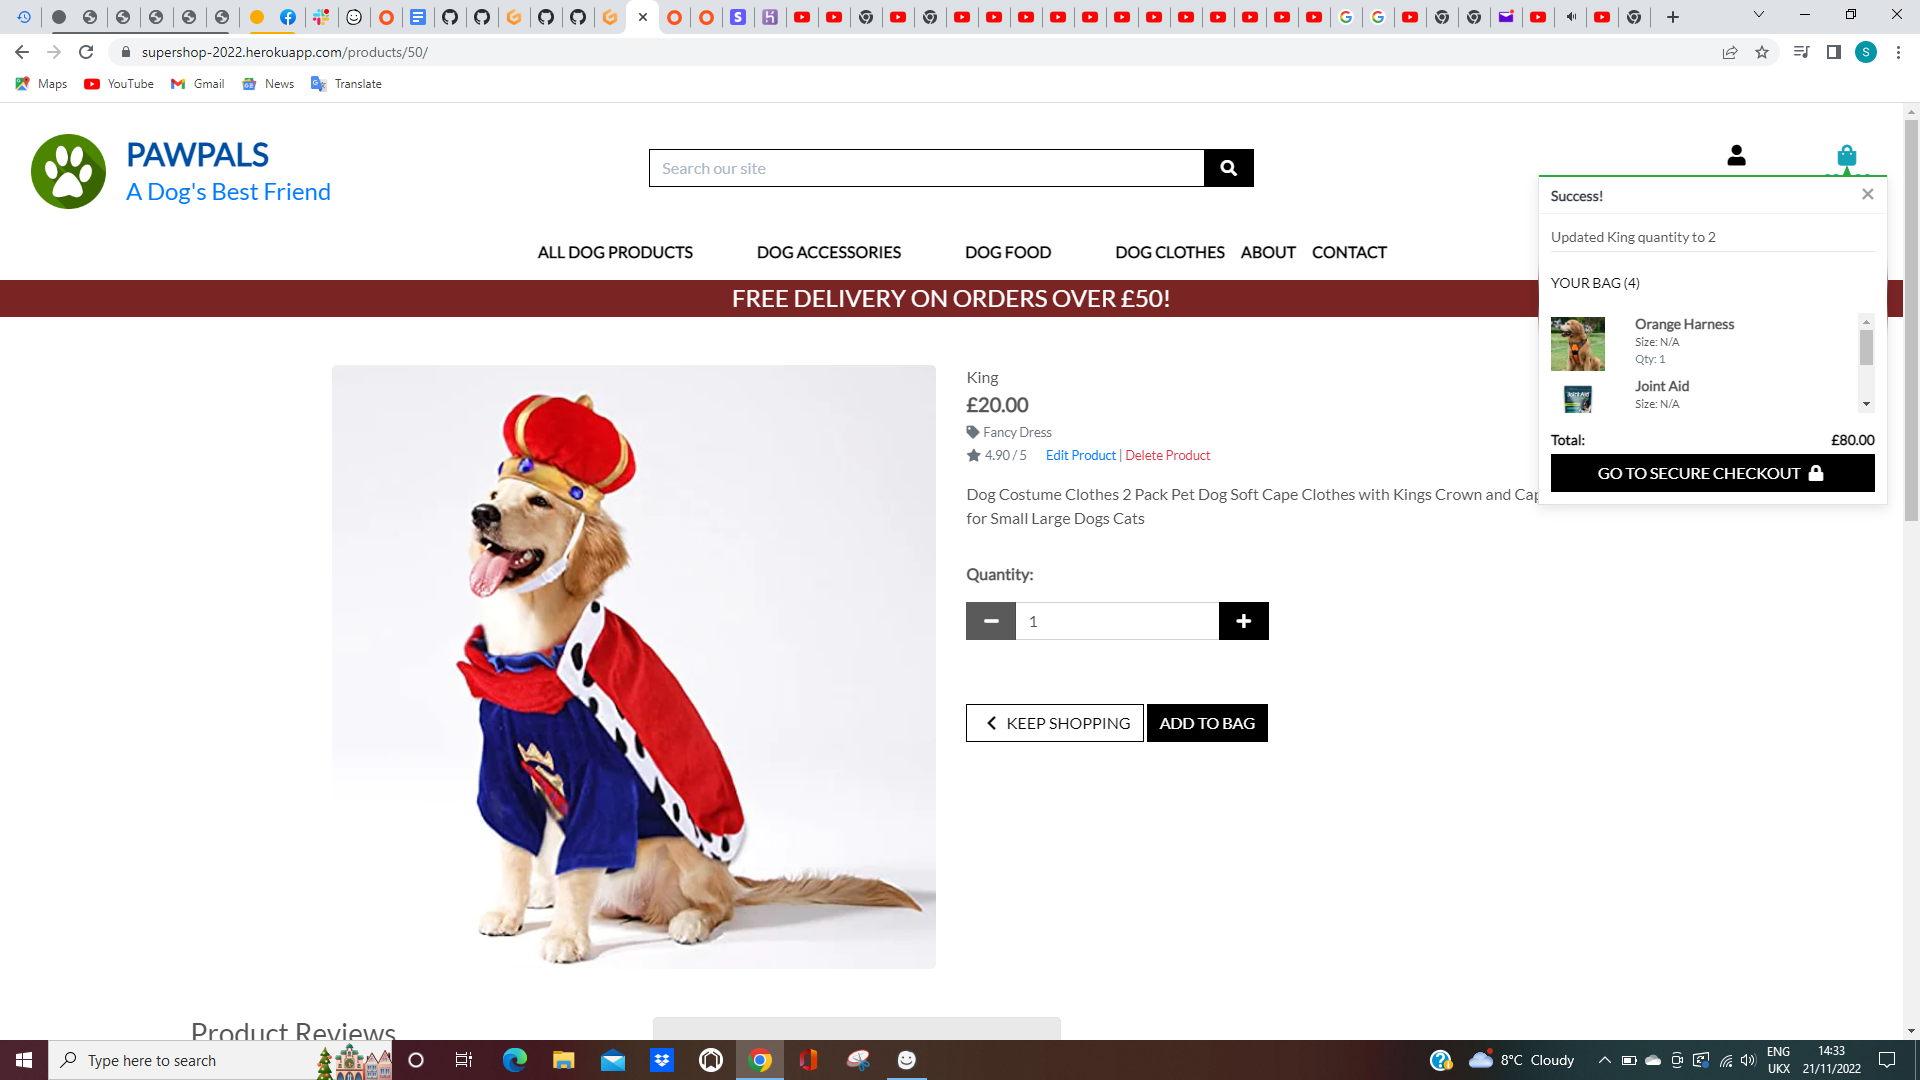 supershop-2022.herokuapp.com/products/50/
S
Maps
YouTube
Gmail
News
Translate
PAWPALS
A Dog's Best Friend
Search our site
Success!
Updated King quantity to 2
YOUR BAG (4)
Orange Harness
Size: N/A
Qty: 1
Joint Aid
Size: N/A
Total: £80.00
GO TO SECURE CHECKOUT
ALL DOG PRODUCTS
DOG ACCESSORIES
DOG FOOD
DOG CLOTHES
ABOUT
CONTACT
FREE DELIVERY ON ORDERS OVER £50!
King
£20.00
Fancy Dress
4.90 / 5 Edit Product | Delete Product
Dog Costume Clothes 2 Pack Pet Dog Soft Cape Clothes with Kings Crown and Cap
for Small Large Dogs Cats
Quantity:
1
KEEP SHOPPING
ADD TO BAG
Product Reviews
Type here to search
8°C Cloudy
ENG
UKX
14:33
21/11/2022